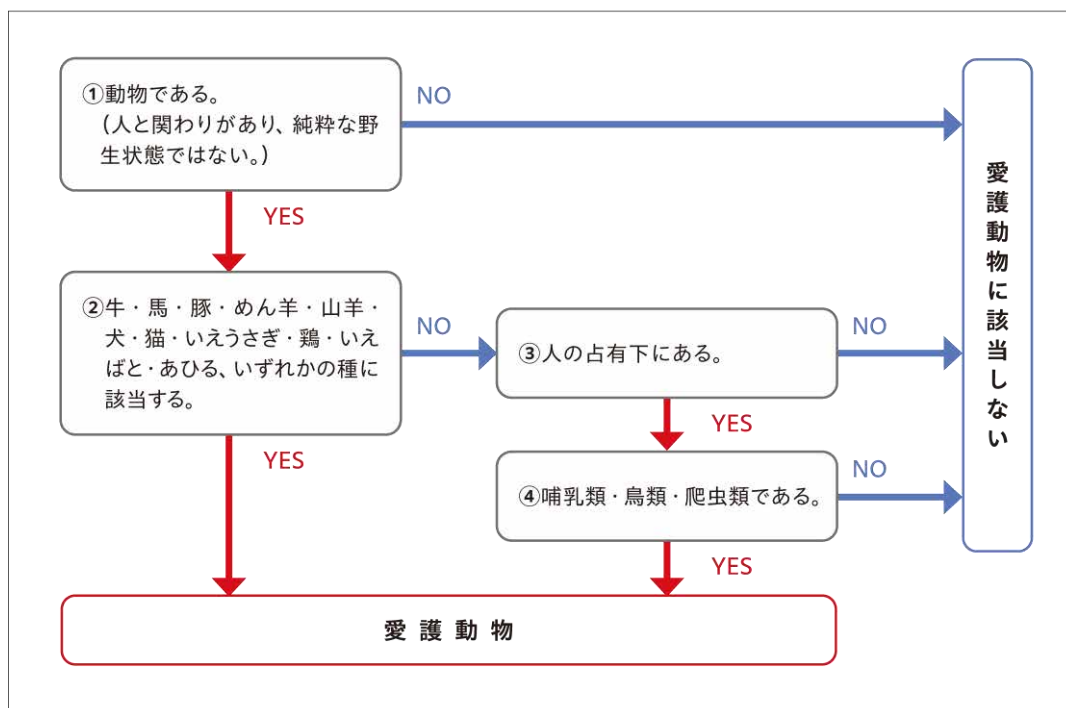 ①動物である。
(人と関わりがあり、純粋な野
生状態ではない。)
NO
YES
②牛・馬・豚・めん羊・山羊・
犬・猫・いえうさぎ・鶏・いえ
ばと・あひる、いずれかの種に
該当する。
NO
③人の占有下にある。
NO
YES
YES
④哺乳類・鳥類・爬虫類である。
NO
YES
愛護動物
愛護動物に該当しない